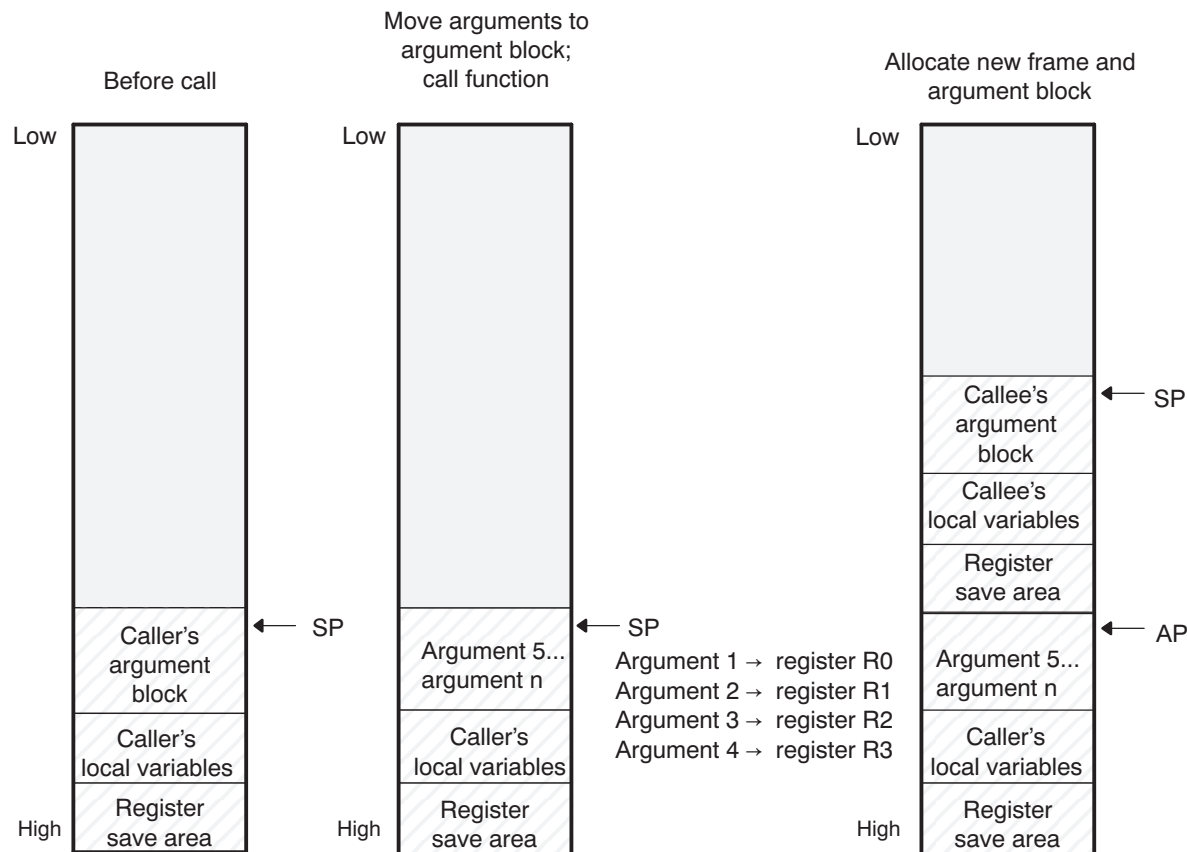 Before call
Low
Caller's
argument
block
SP
Caller's
local variables
Register
save area
High
Move arguments to
argument block;
call function
Low
Argument 5...
argument n
SP
Argument 1 → register R0
Argument 2 → register R1
Argument 3 → register R2
Argument 4 → register R3
Caller's
local variables
Register
save area
High
Allocate new frame and
argument block
Low
Callee's
argument
block
SP
Callee's
local variables
Register
save area
AP
Argument 5...
argument n
Caller's
local variables
Register
save area
High